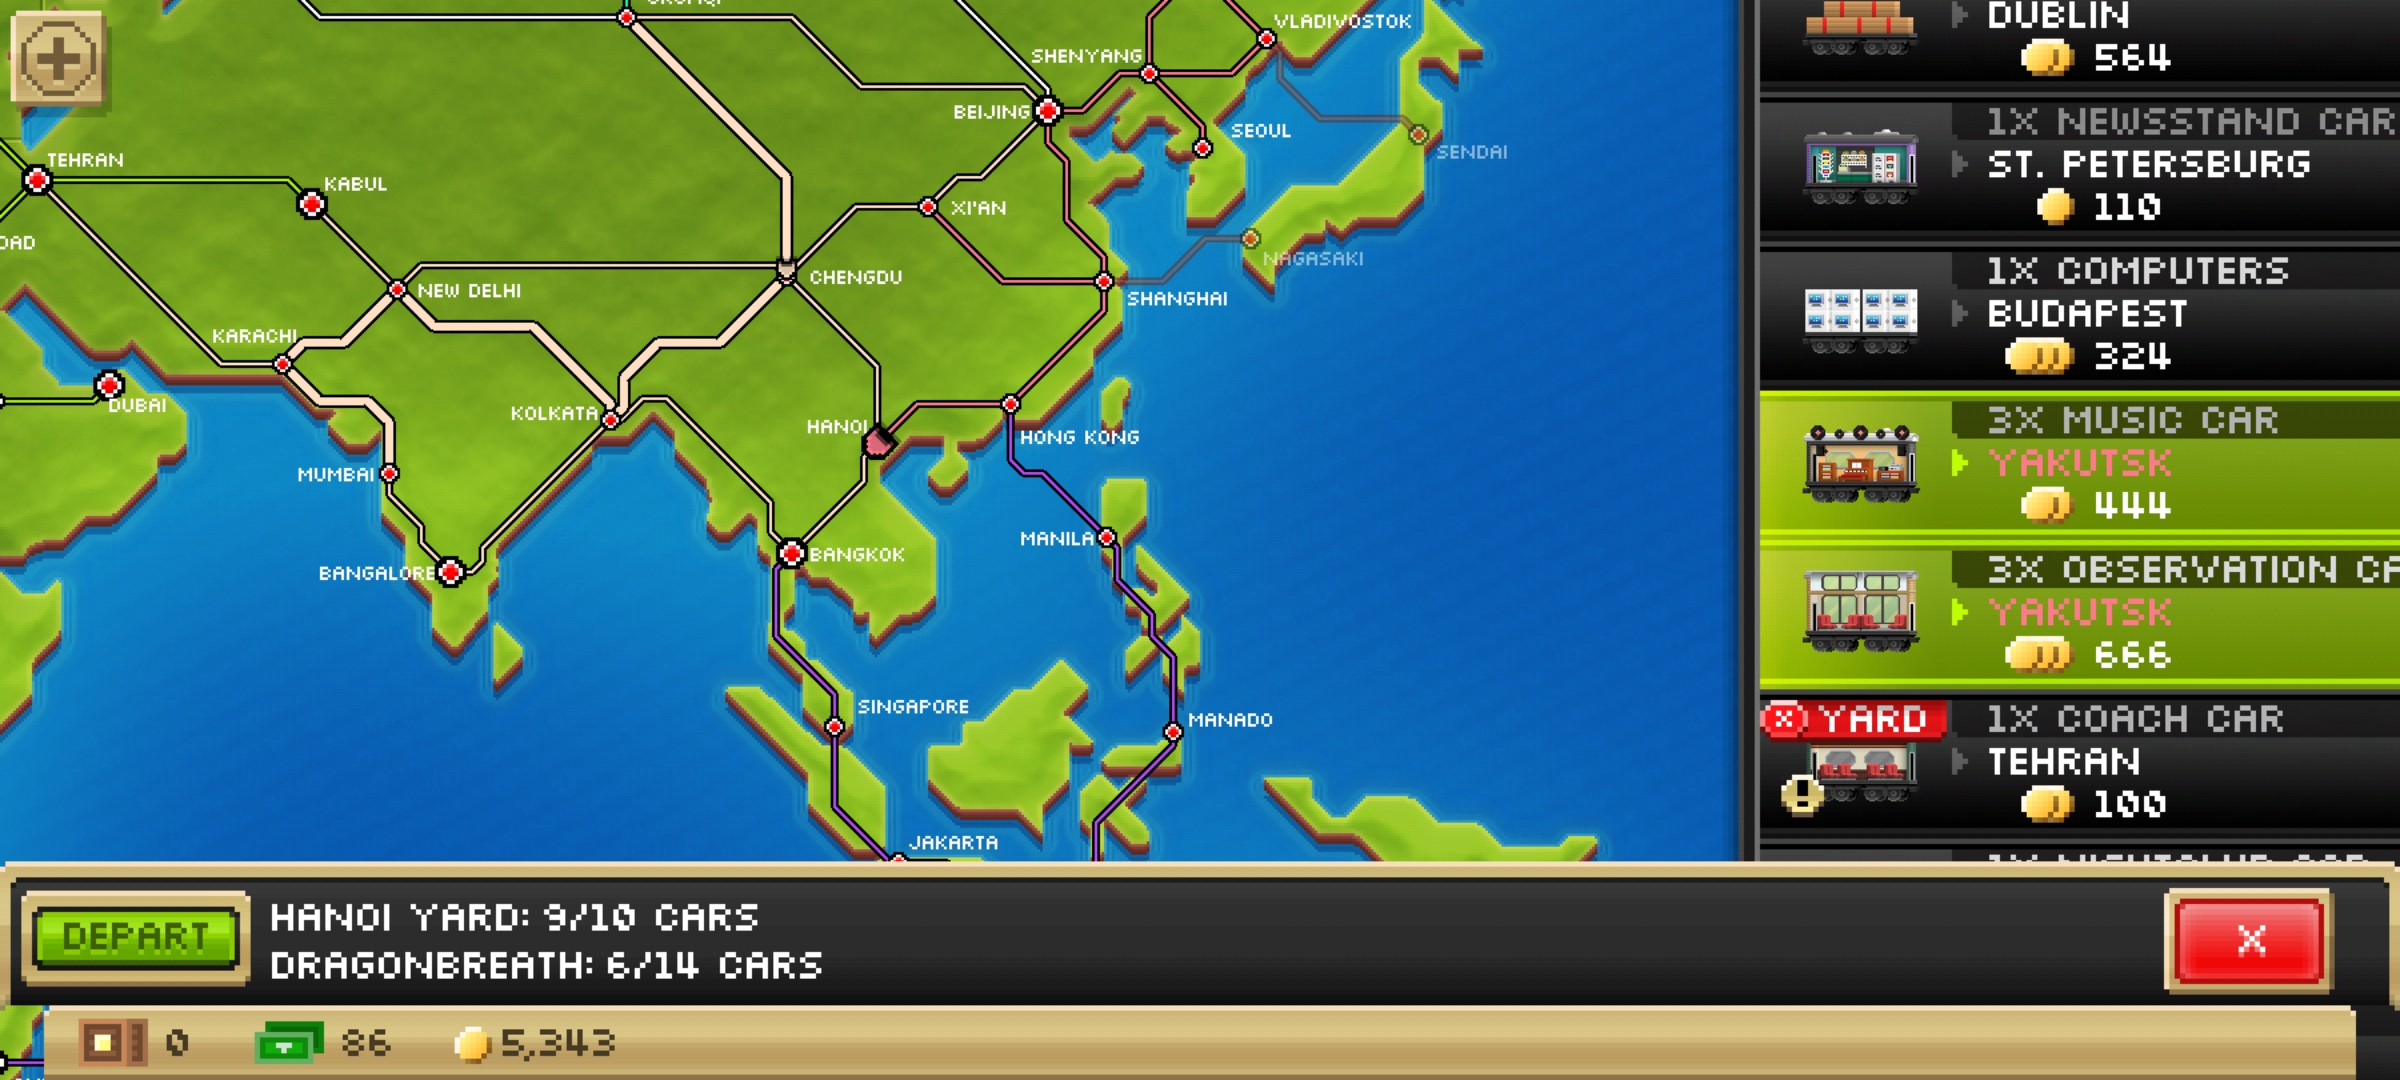 VLADIVOSTOK
SHENYANG
BEIJING
SEOUL
SENDAI
TEHRAN
KABUL
XI'AN
NAGASAKI
NEW DELHI
CHENGDU
SHANGHAI
KARACHI
DUBAI
KOLKATA
HANOI
HONG KONG
MUMBAI
MANILA
BANGKOK
BANGALORE
SINGAPORE
MANADO
JAKARTA
DUBLIN
564
1X NEWSSTAND CAR
ST. PETERSBURG
110
1X COMPUTERS
BUDAPEST
324
3X MUSIC CAR
YAKUTSK
444
3X OBSERVATION CA
YAKUTSK
666
X YARD
1X COACH CAR
TEHRAN
100
DEPART
HANOI YARD: 9/10 CARS
DRAGONBREATH: 6/14 CARS
X
0
86
5,343